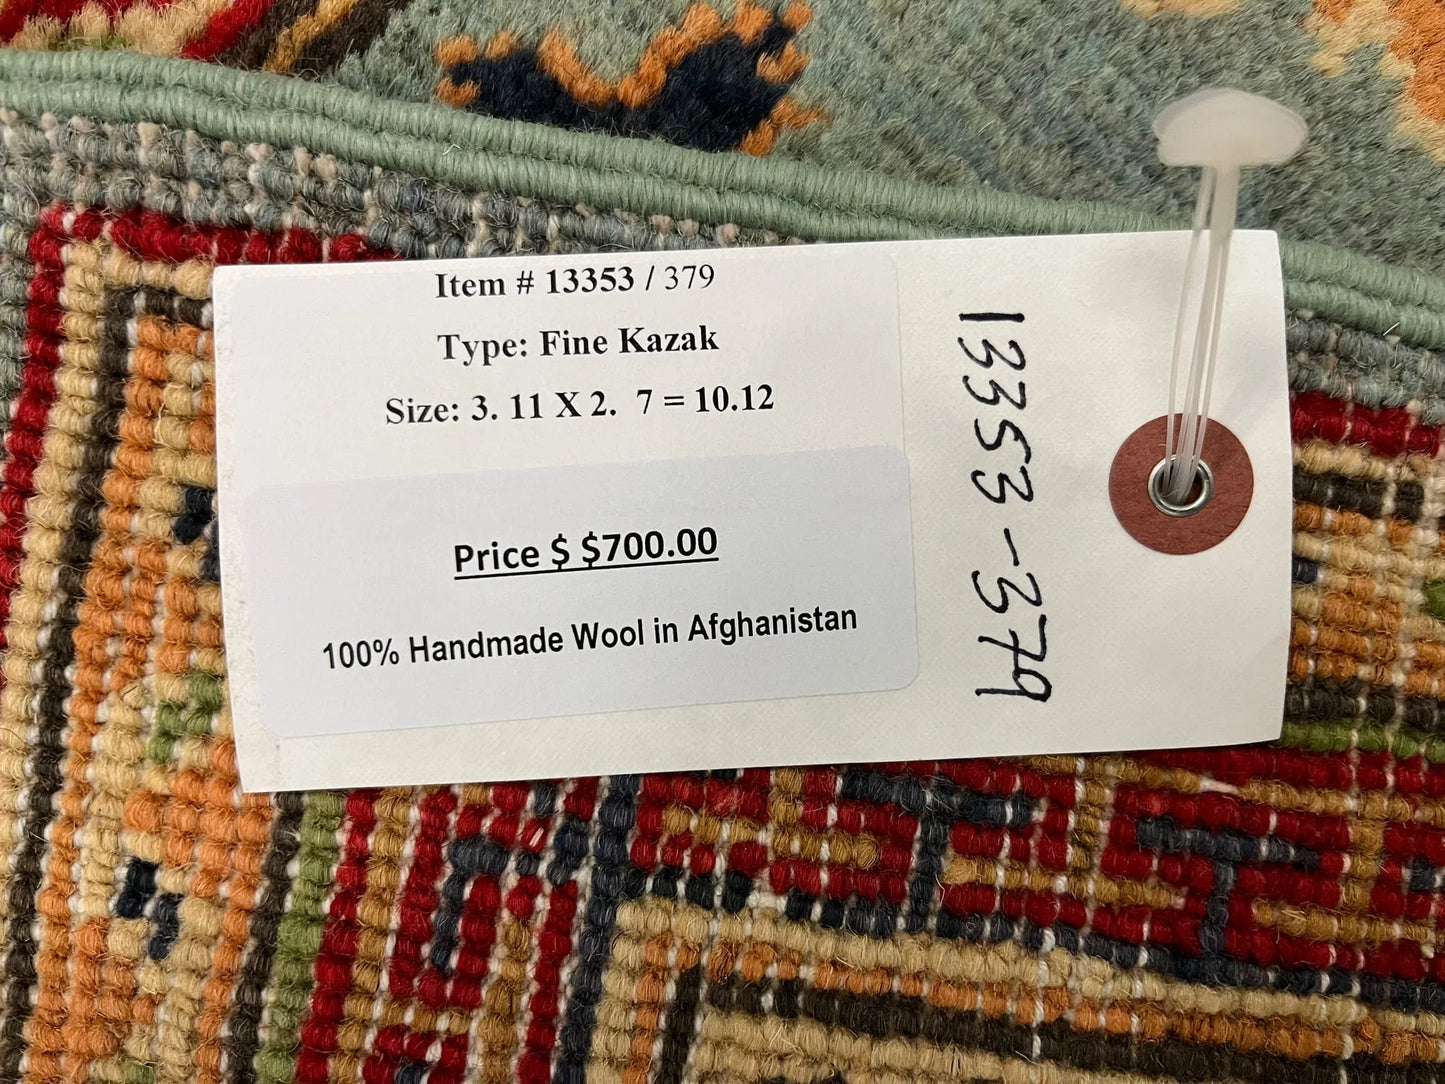 Item # 13353 / 379
Type: Fine Kazak
Size: 3. 11 X 2.  7 = 10.12
Price $ $700.00
100% Handmade Wool in Afghanistan
13353-379